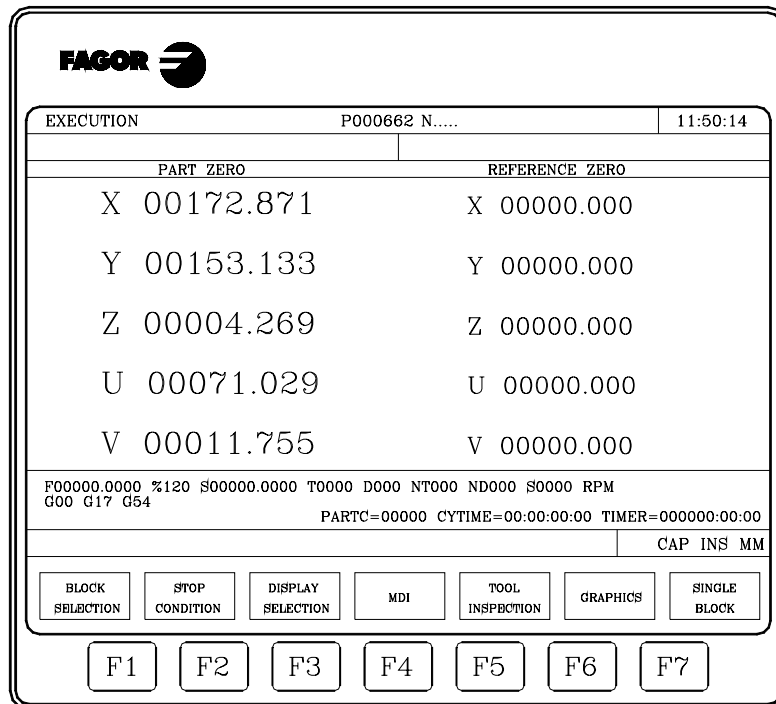 FAGOR
EXECUTION P000662 N..... 11:50:14
PART ZERO REFERENCE ZERO
X 00172.871 X 00000.000
Y 00153.133 Y 00000.000
Z 00004.269 Z 00000.000
U 00071.029 U 00000.000
V 00011.755 V 00000.000
F00000.0000 %120 S00000.0000 T0000 D000 NT000 ND000 S0000 RPM
G00 G17 G54
PARTC=00000 CYTIME=00:00:00:00 TIMER=000000:00:00
CAP INS MM
BLOCK SELECTION
STOP CONDITION
DISPLAY SELECTION
MDI
TOOL INSPECTION
GRAPHICS
SINGLE BLOCK
F1 F2 F3 F4 F5 F6 F7